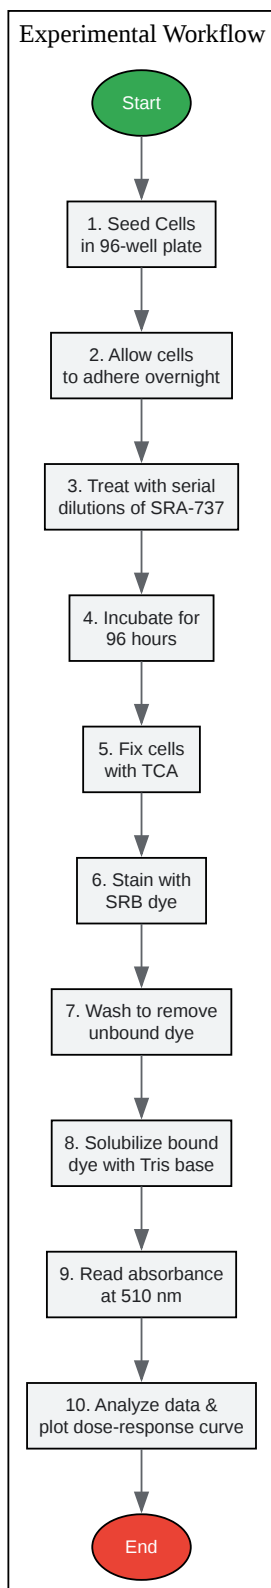 Experimental Workflow
Start
1. Seed Cells
in 96-well plate
2. Allow cells
to adhere overnight
3. Treat with serial
dilutions of SRA-737
4. Incubate for
96 hours
5. Fix cells
with TCA
6. Stain with
SRB dye
7. Wash to remove
unbound dye
8. Solubilize bound
dye with Tris base
9. Read absorbance
at 510 nm
10. Analyze data &
plot dose-response curve
End